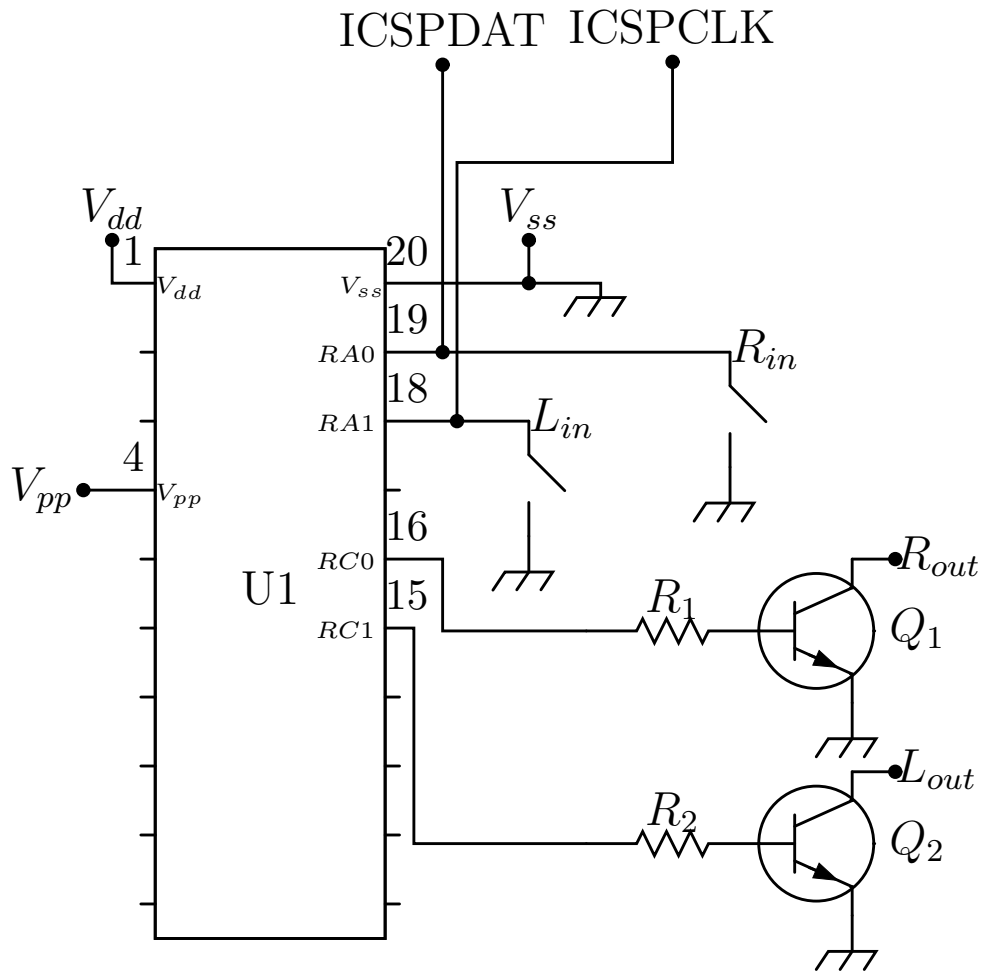 ICSPDAT ICSPCLK
V_dd
V_ss
1
20
V_dd
V_ss
19
RA0
R_in
18
RA1
L_in
4
V_pp
V_pp
16
RC0
R_out
U1
15
R_1
Q_1
RC1
L_out
R_2
Q_2